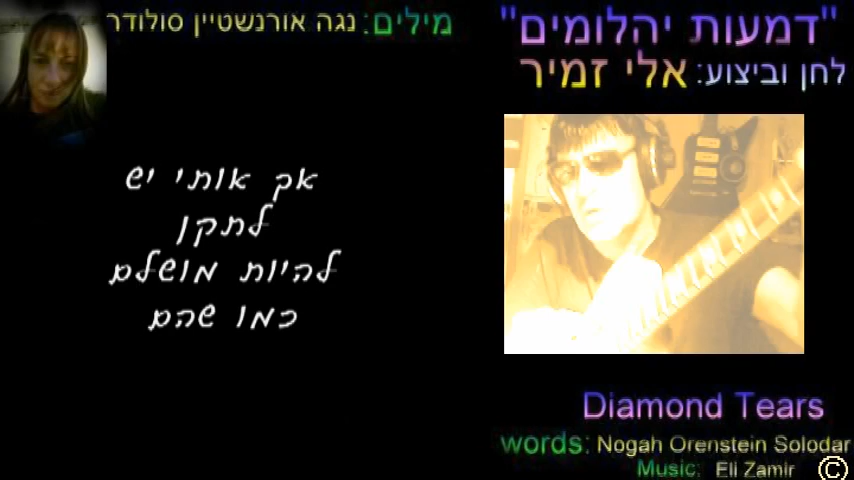 מילים: נגה אורנשטיין סולודר
"דמעות יהלומים"
לחן וביצוע: אלי זמיר
אך אותי יש
לתקן
להיות מושלם
כמו שהם
Diamond Tears
words: Nogah Orenstein Solodar
Music: Eli Zamir
©